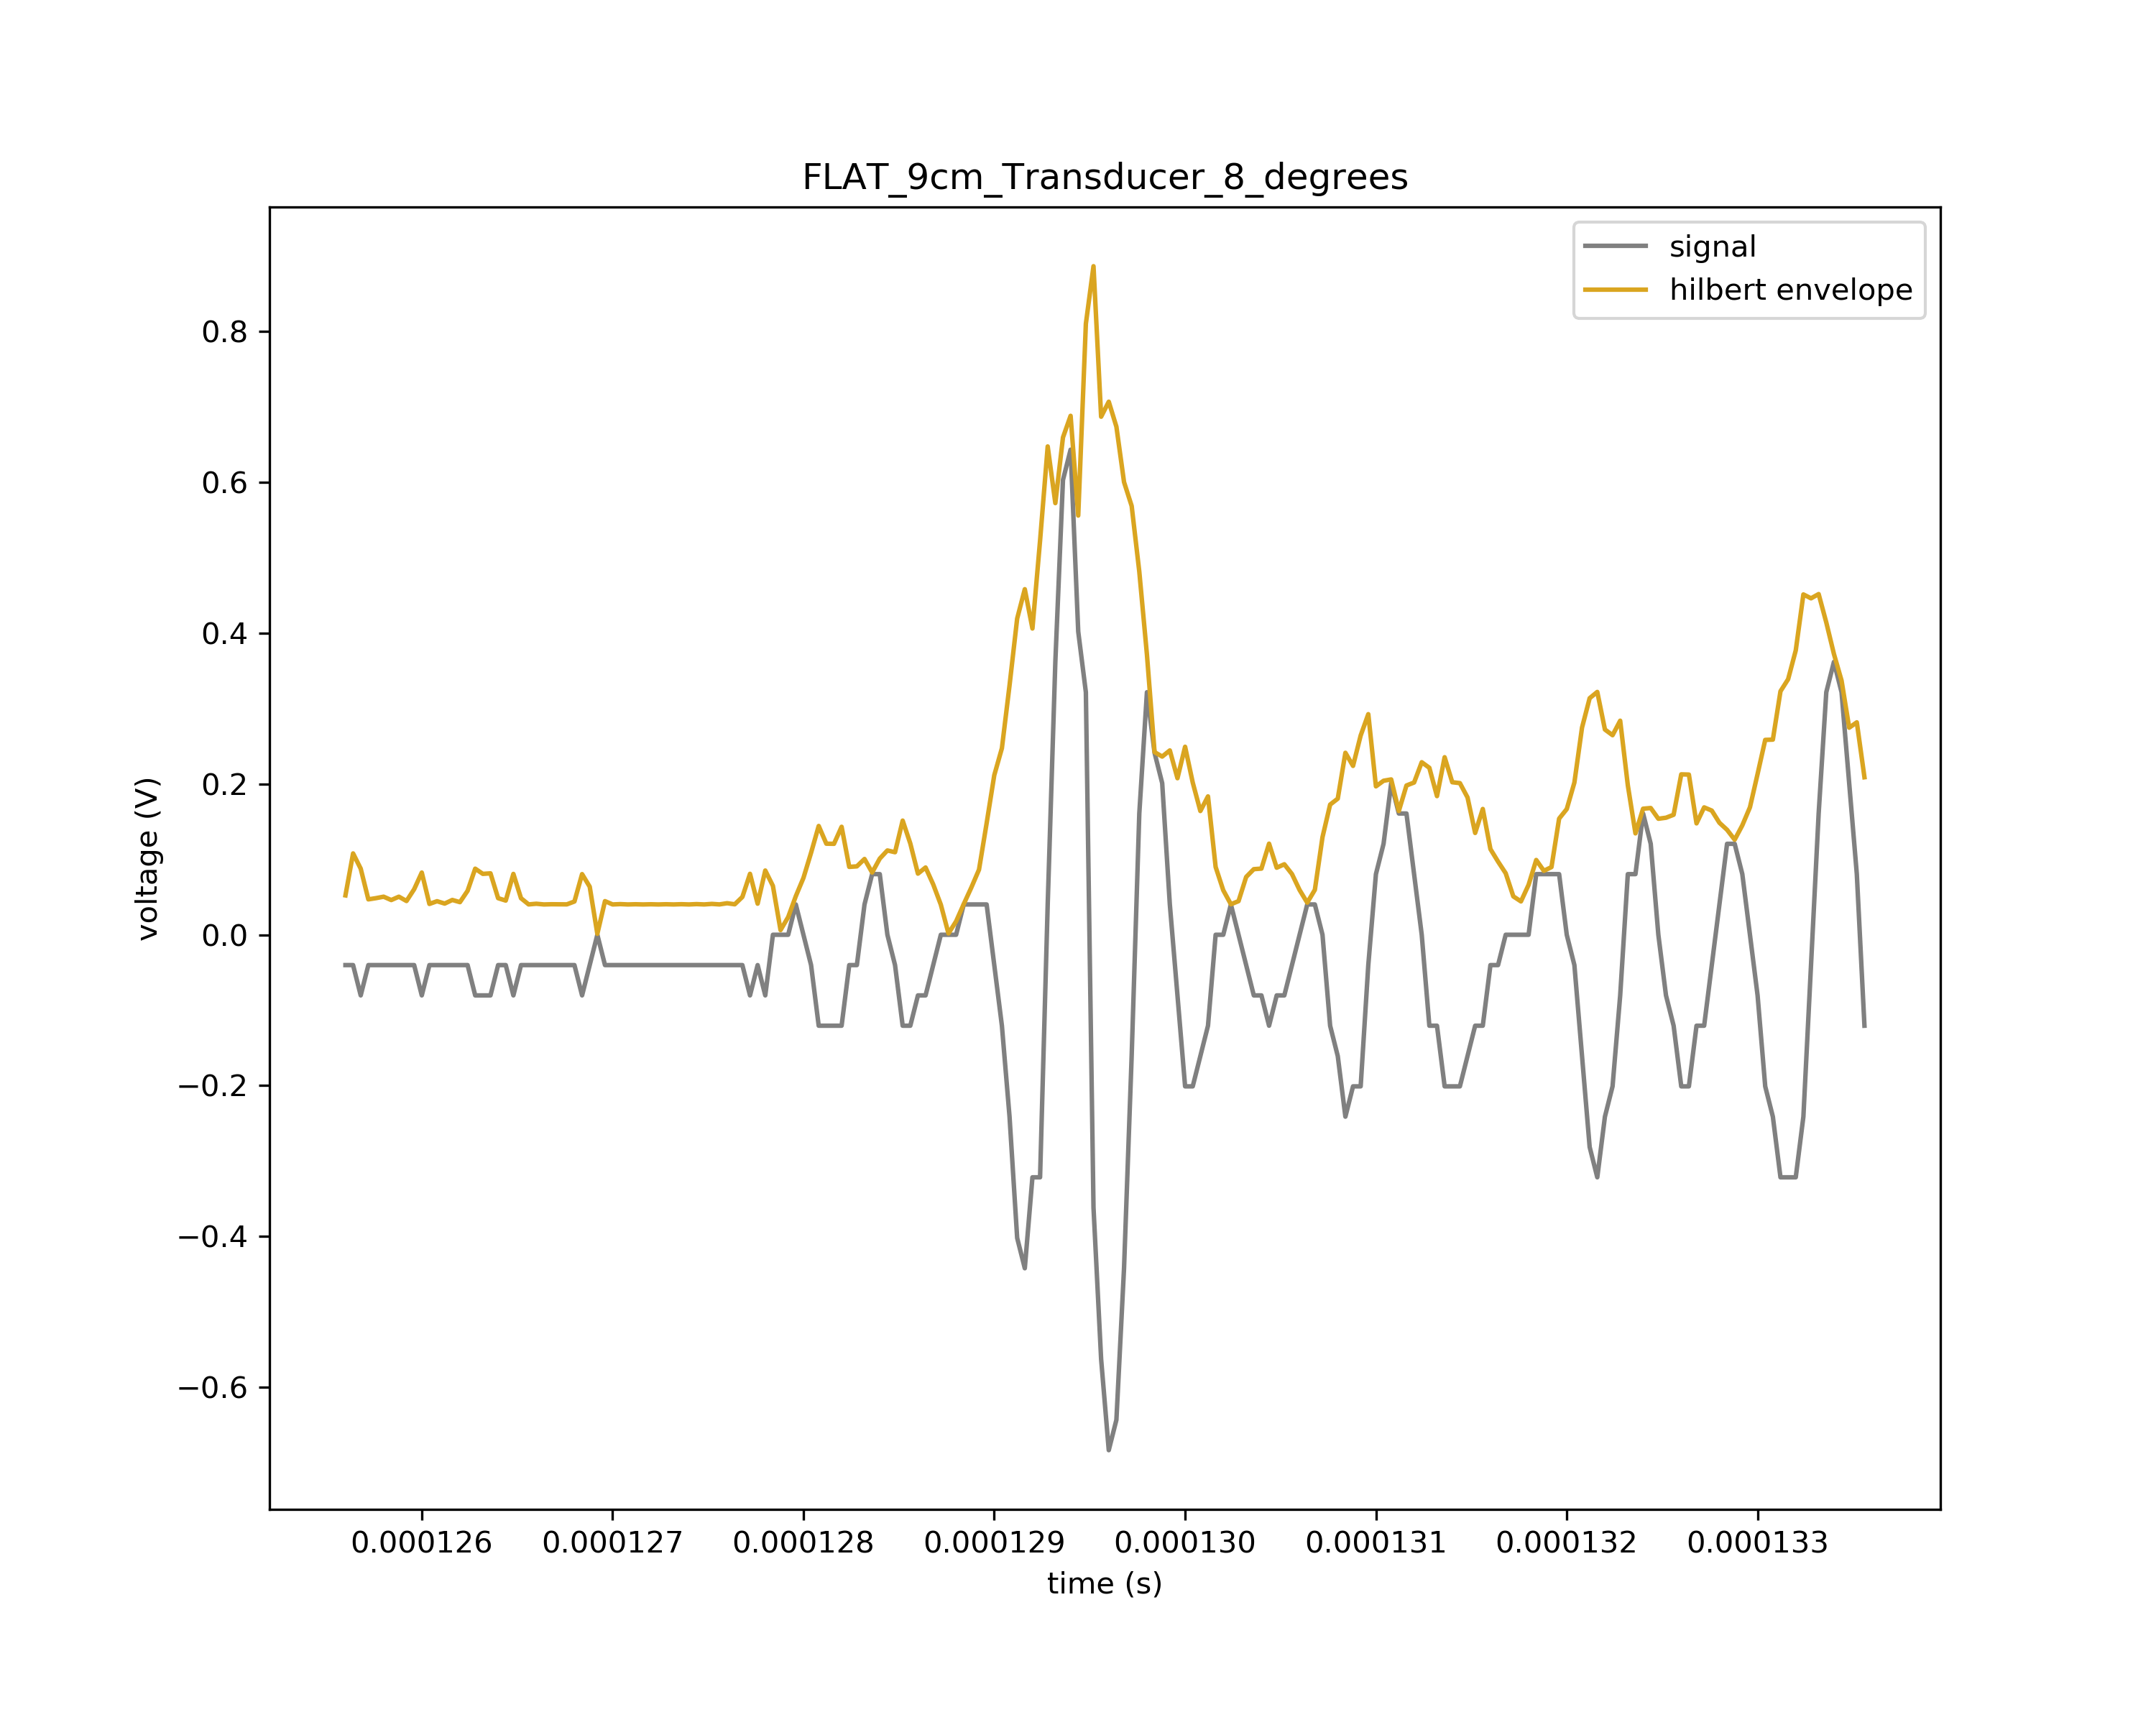 FLAT_9cm_Transducer_8_degrees
signal
hilbert envelope
voltage (V)
0.8
0.6
0.4
0.2
0.0
−0.2
−0.4
−0.6
0.000126 0.000127 0.000128 0.000129 0.000130 0.000131 0.000132 0.000133
time (s)